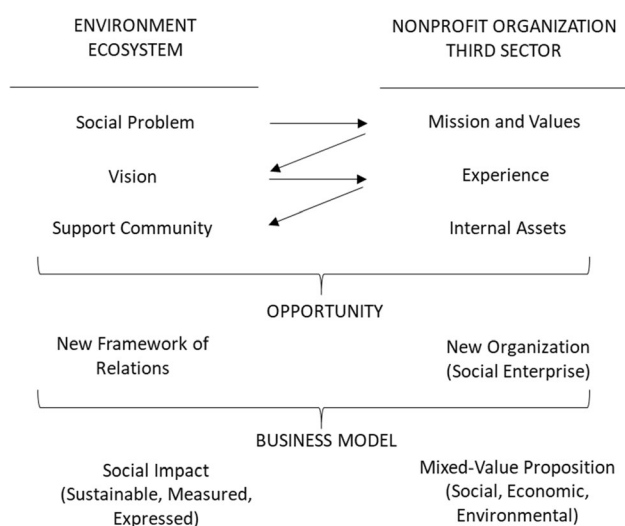 ENVIRONMENT
ECOSYSTEM
NONPROFIT ORGANIZATION
THIRD SECTOR
Social Problem
Mission and Values
Vision
Experience
Support Community
Internal Assets
OPPORTUNITY
New Framework of
Relations
New Organization
(Social Enterprise)
BUSINESS MODEL
Social Impact
(Sustainable, Measured,
Expressed)
Mixed-Value Proposition
(Social, Economic,
Environmental)